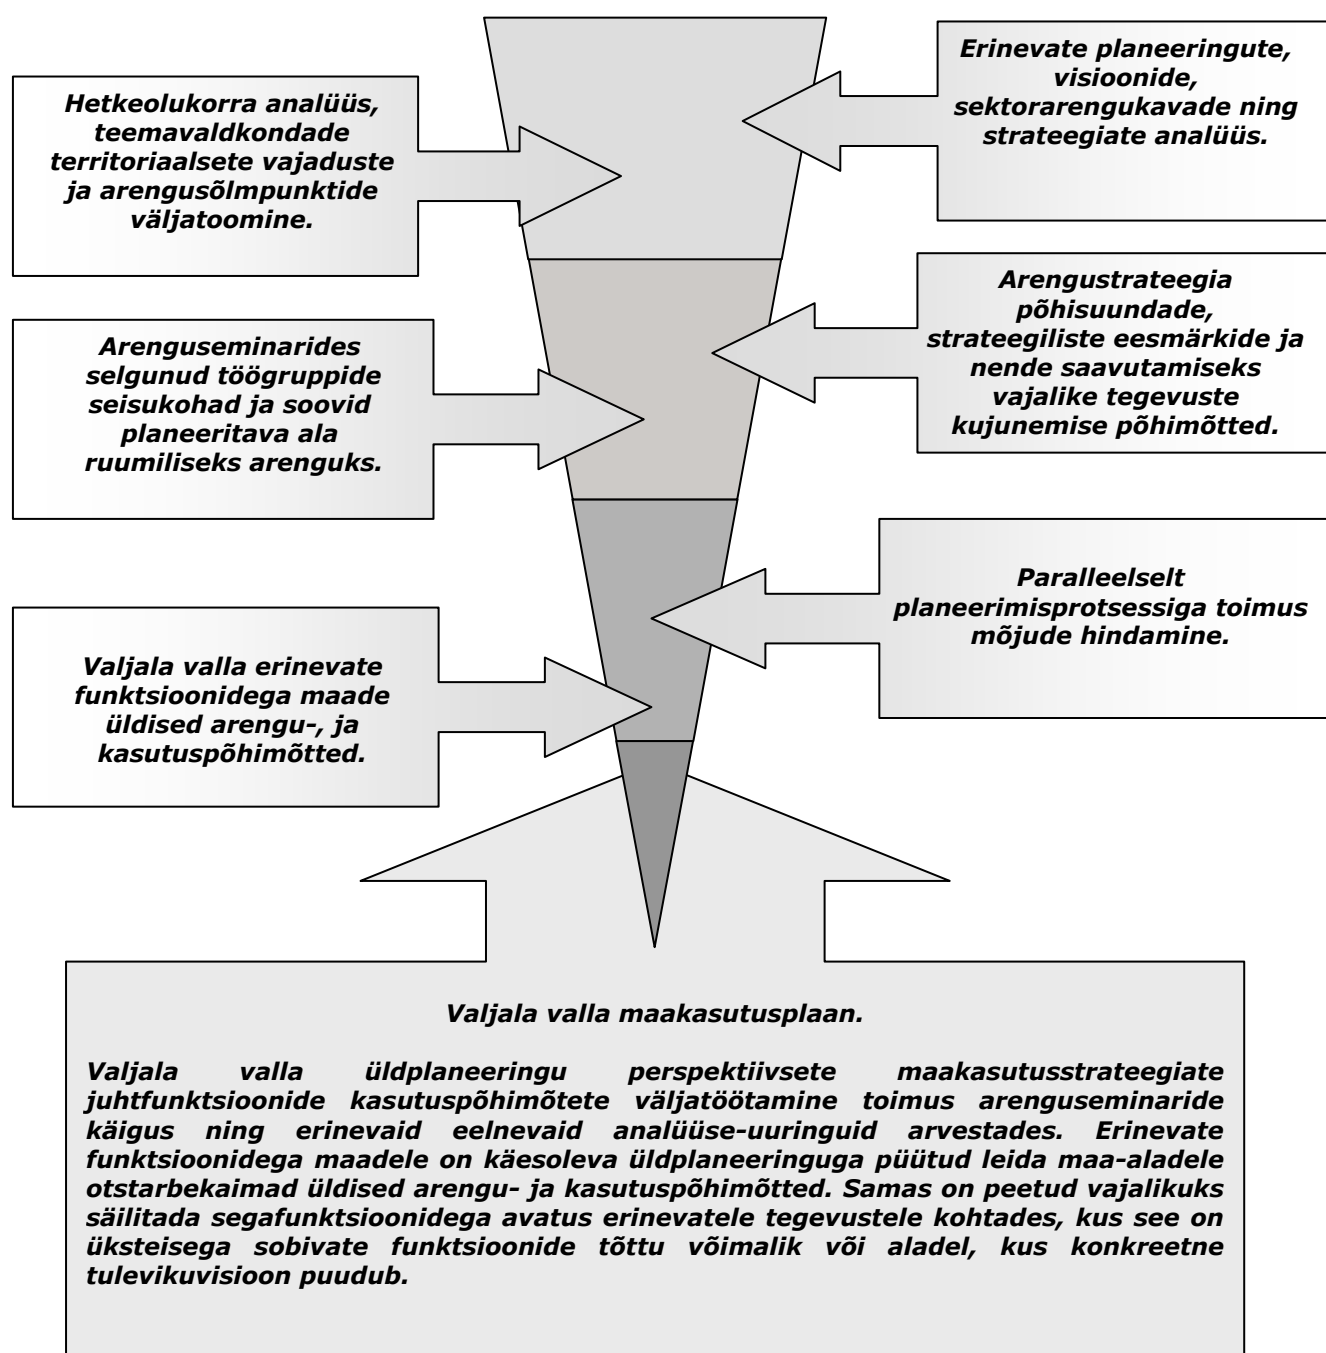 Hetkeolukorra analüüs,
teemavaldkondade
territoriaalsete vajaduste
ja arengusõlmpunktide
väljatoomine.
Erinevate planeeringute,
visioonide,
sektorarengukavade ning
strateegiate analüüs.
Arenguseminarides
selgunud töögruppide
seisukohad ja soovid
planeeritava ala
ruumiliseks arenguks.
Arengustrateegia
põhisuundade,
strateegiliste eesmärkide ja
nende saavutamiseks
vajalike tegevuste
kujunemise põhimõtted.
Valjala valla erinevate
funktsioonidega maade
üldised arengu-, ja
kasutuspõhimõtted.
Paralleelselt
planeerimisprotsessiga toimus
mõjude hindamine.
Valjala valla maakasutusplaan.
Valjala valla üldplaneeringu perspektiivsete maakasutusstrateegiate
juhtfunktsioonide kasutuspõhimõtete väljatöötamine toimus arenguseminaride
käigus ning erinevaid eelnevaid analüüse-uuringuid arvestades. Erinevate
funktsioonidega maadele on käesoleva üldplaneeringuga püütud leida maa-aladele
otstarbekaimad üldised arengu- ja kasutuspõhimõtted. Samas on peetud vajalikuks
säilitada segafunktsioonidega avatus erinevatele tegevustele kohtades, kus see on
üksteisega sobivate funktsioonide tõttu võimalik või aladel, kus konkreetne
tulevikuvisioon puudub.